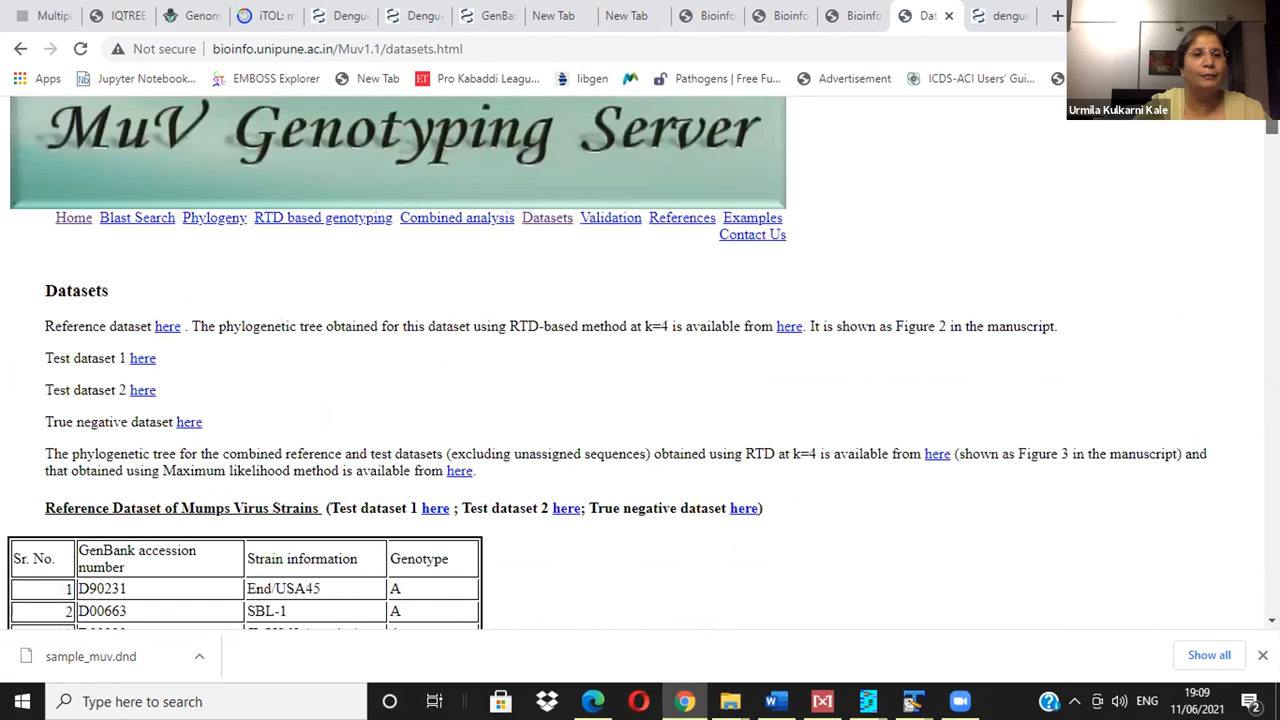 Multipl
IQTREE
Genom
iTOL: m
Dengu
Dengu
GenBa
New Tab
New Tab
Bioinfo
Bioinfo
Bioinfo
Dat
dengue
Not secure
bioinfo.unipune.ac.in/Muv1.1/datasets.html
Apps
Jupyter Notebook...
EMBOSS Explorer
New Tab
Pro Kabaddi Leagu...
libgen
Pathogens | Free Fu...
Advertisement
ICDS-ACI Users' Gui...
Urmila Kulkarni Kale
MuV Genotyping Server
Home Blast Search Phylogeny RTD based genotyping Combined analysis Datasets Validation References Examples
Contact Us
Datasets
Reference dataset here . The phylogenetic tree obtained for this dataset using RTD-based method at k=4 is available from here. It is shown as Figure 2 in the manuscript.
Test dataset 1 here
Test dataset 2 here
True negative dataset here
The phylogenetic tree for the combined reference and test datasets (excluding unassigned sequences) obtained using RTD at k=4 is available from here (shown as Figure 3 in the manuscript) and
that obtained using Maximum likelihood method is available from here.
Reference Dataset of Mumps Virus Strains (Test dataset 1 here ; Test dataset 2 here; True negative dataset here)
Sr. No. GenBank accession number Strain information Genotype
1 D90231 End/USA45 A
2 D00663 SBL-1 A
sample_muv.dnd
Show all
Type here to search
ENG
19:09
11/06/2021
2